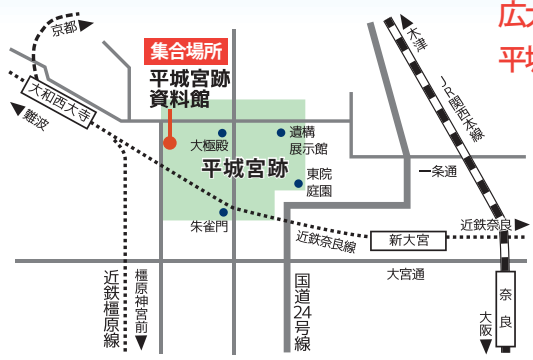 京都
集合場所
平城宮跡
資料館
広大
平城
木津
JR関西本線
大和西大寺
難波
大極殿
遺構
展示館
平城宮跡
東院
庭園
一条通
朱雀門
近鉄奈良線
新大宮
近鉄奈良
大宮通
近鉄橿原線
橿原神宮前
国道24号線
奈良
大阪